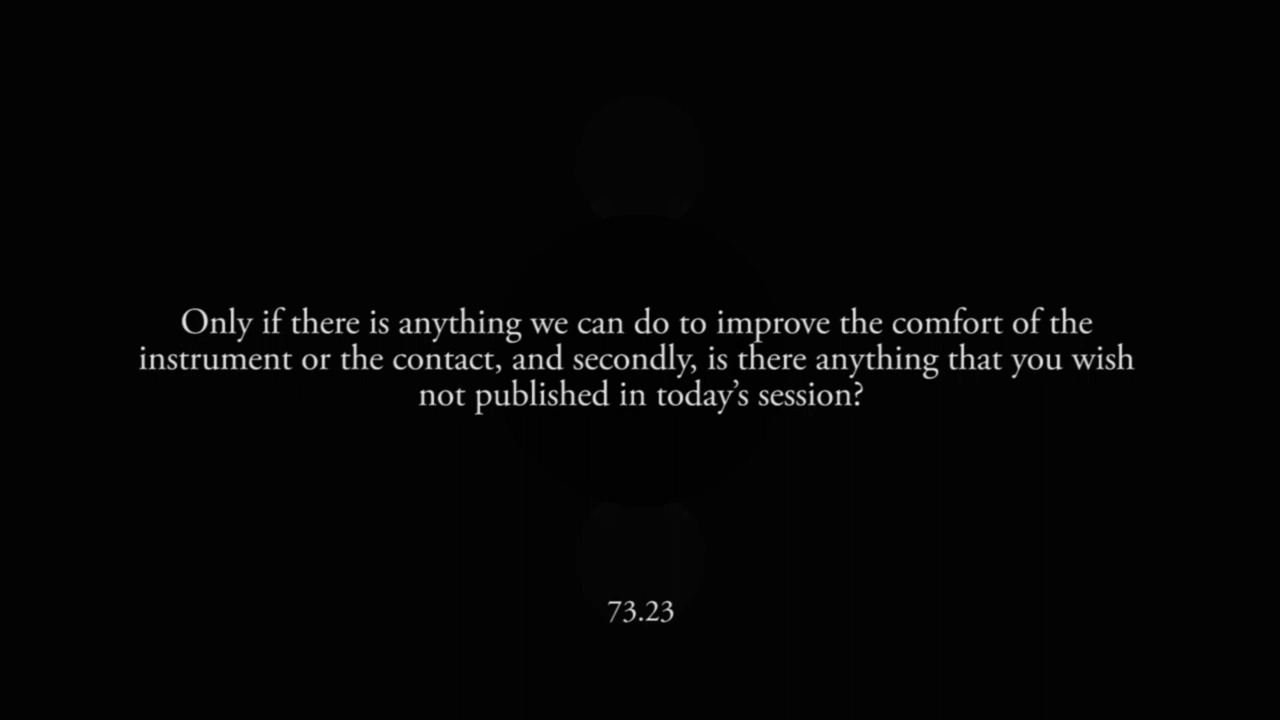 Only if there is anything we can do to improve the comfort of the
instrument or the contact, and secondly, is there anything that you wish
not published in today’s session?
73.23